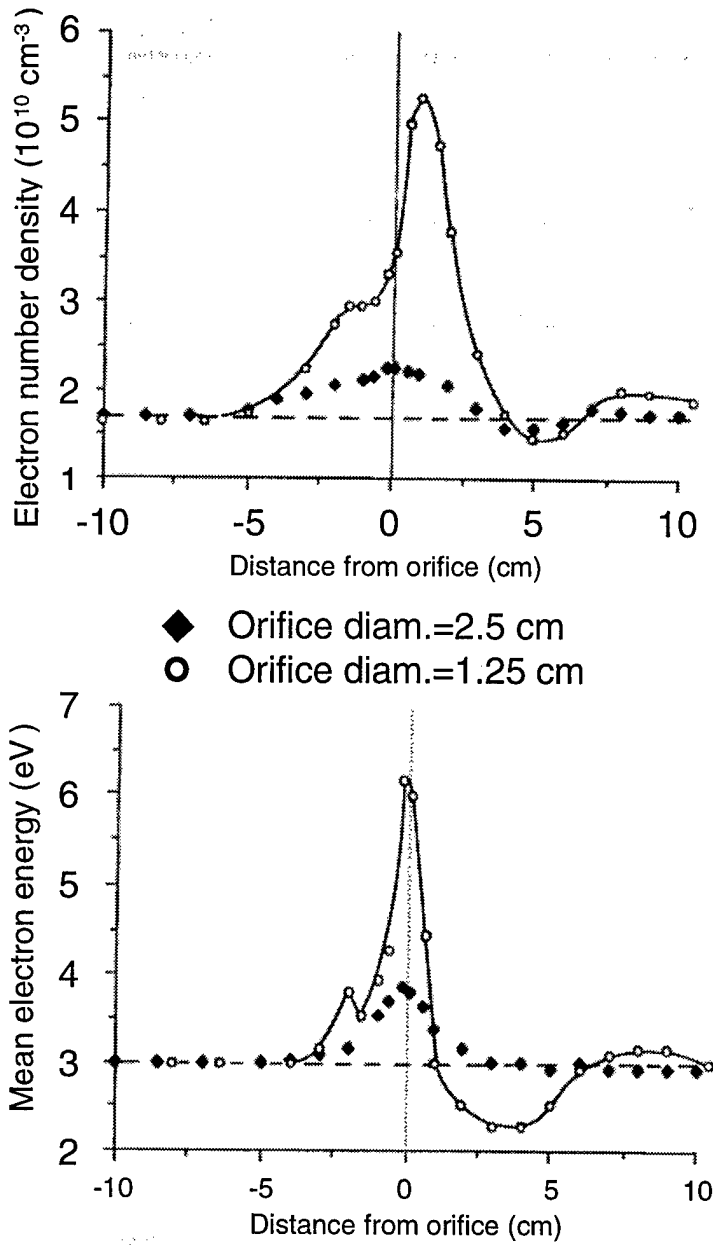 6
5
4
3
2
1
Electron number density (10¹⁰ cm⁻³)
-10 -5 0 5 10
Distance from orifice (cm)
◆ Orifice diam.=2.5 cm
○ Orifice diam.=1.25 cm
7
6
5
4
3
2
Mean electron energy (eV)
-10 -5 0 5 10
Distance from orifice (cm)